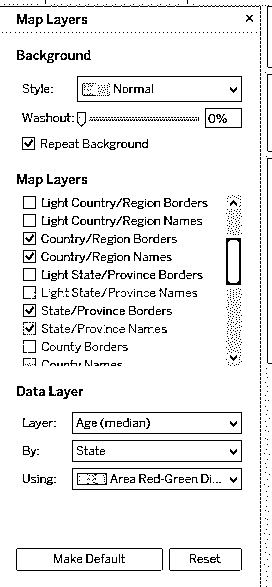 Map Layers
Background
Style: Normal
Washout: 0%
Repeat Background
Map Layers
Light Country/Region Borders
Light Country/Region Names
Country/Region Borders
Country/Region Names
Light State/Province Borders
Light State/Province Names
State/Province Borders
State/Province Names
County Borders
County Names
Data Layer
Layer: Age (median)
By: State
Using: Area Red-Green Di...
Make Default Reset